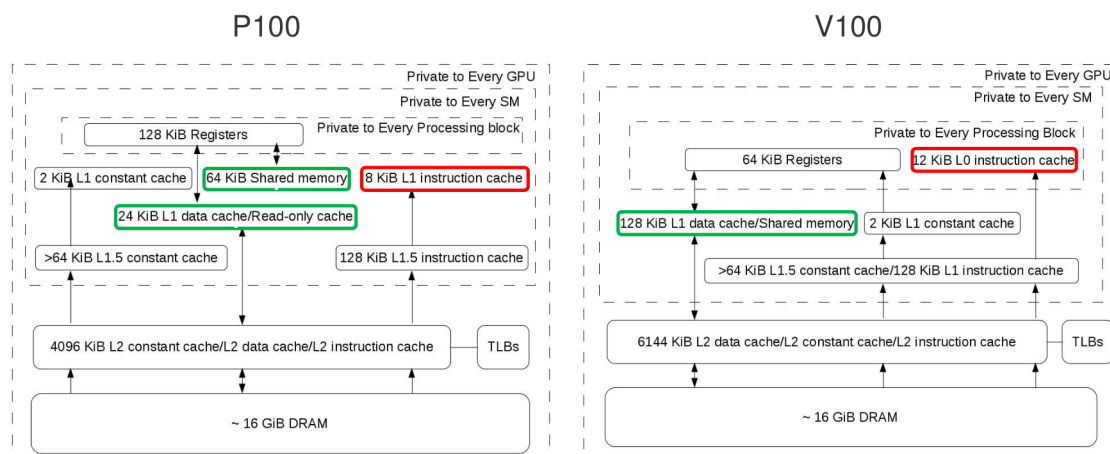 P100
Private to Every GPU
Private to Every SM
Private to Every Processing block
128 KiB Registers
2 KiB L1 constant cache
64 KiB Shared memory
8 KiB L1 instruction cache
24 KiB L1 data cache/Read-only cache
>64 KiB L1.5 constant cache
128 KiB L1.5 instruction cache
4096 KiB L2 constant cache/L2 data cache/L2 instruction cache
TLBs
~ 16 GiB DRAM
V100
Private to Every GPU
Private to Every SM
Private to Every Processing Block
64 KiB Registers
12 KiB L0 instruction cache
128 KiB L1 data cache/Shared memory
2 KiB L1 constant cache
>64 KiB L1.5 constant cache/128 KiB L1 instruction cache
6144 KiB L2 data cache/L2 constant cache/L2 instruction cache
TLBs
~ 16 GiB DRAM